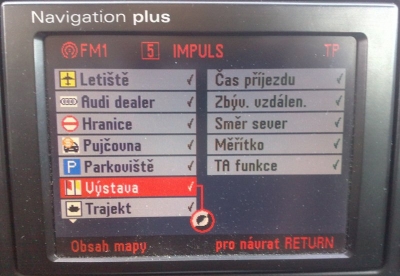 Navigation plus
FM1 5 IMPULS TP
Letiště
Audi dealer
Hranice
Pujčovna
Parkoviště
Výstava
Trajekt
Čas příjezdu
Zbýv. vzdálen.
Směr sever
Měřítko
TA funkce
Obsah mapy pro návrat RETURN